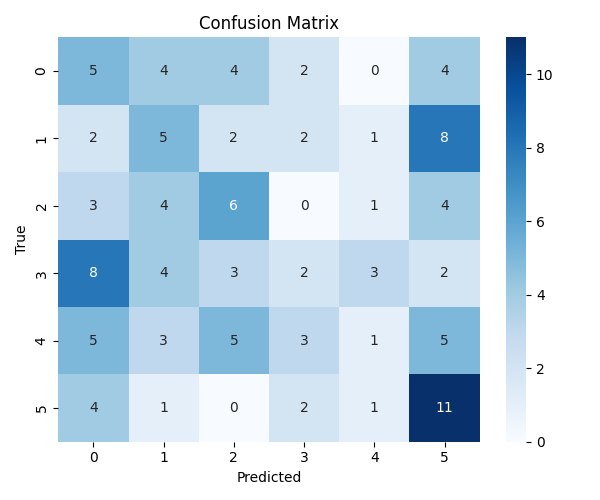 Confusion Matrix
True
0 5 4 4 2 0 4
1 2 5 2 2 1 8
2 3 4 6 0 1 4
3 8 4 3 2 3 2
4 5 3 5 3 1 5
5 4 1 0 2 1 11
0 1 2 3 4 5
Predicted
10
8
6
4
2
0